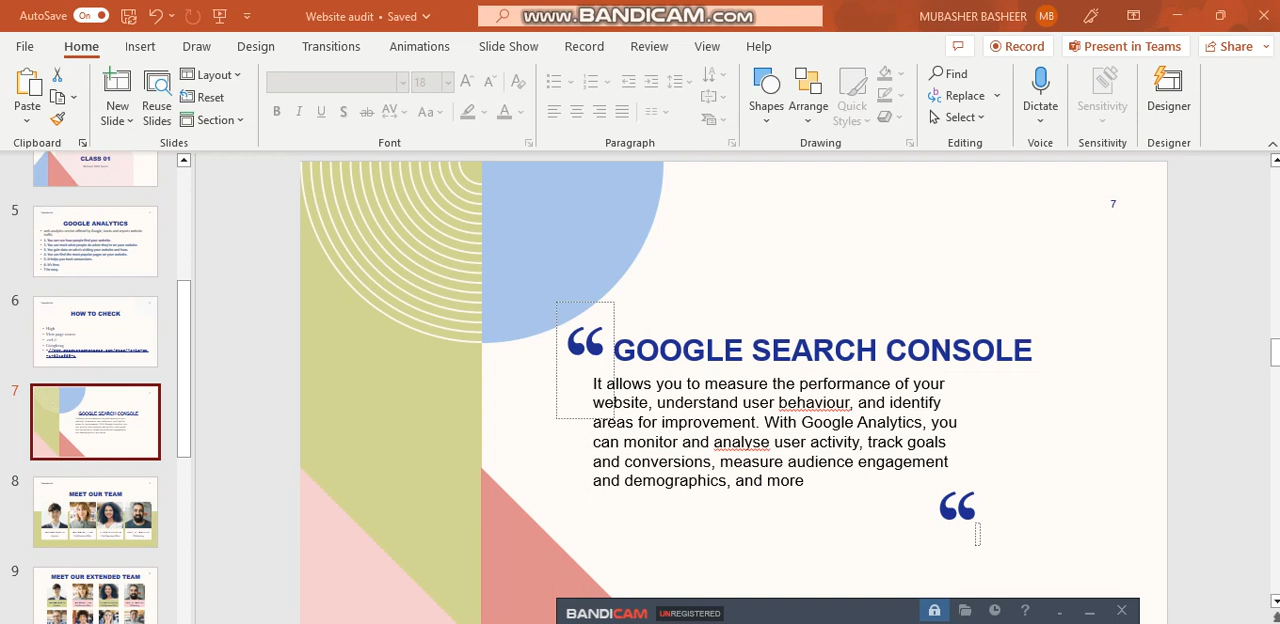 AutoSave On Website audit • Saved www.BANDICAM.com MUBASHER BASHEER MB
File Home Insert Draw Design Transitions Animations Slide Show Record Review View Help Record Present in Teams Share
Paste New Slide Reuse Slides Layout Reset Section 18 Shapes Arrange Quick Styles Find Replace Select Dictate Sensitivity Designer
Clipboard Slides Font Paragraph Drawing Editing Voice Sensitivity Designer
CLASS 01
5
GOOGLE ANALYTICS
6
HOW TO CHECK
7
GOOGLE SEARCH CONSOLE
8
MEET OUR TEAM
9
MEET OUR EXTENDED TEAM
7
“ GOOGLE SEARCH CONSOLE
It allows you to measure the performance of your
website, understand user behaviour, and identify
areas for improvement. With Google Analytics, you
can monitor and analyse user activity, track goals
and conversions, measure audience engagement
and demographics, and more
“
BANDICAM UNREGISTERED